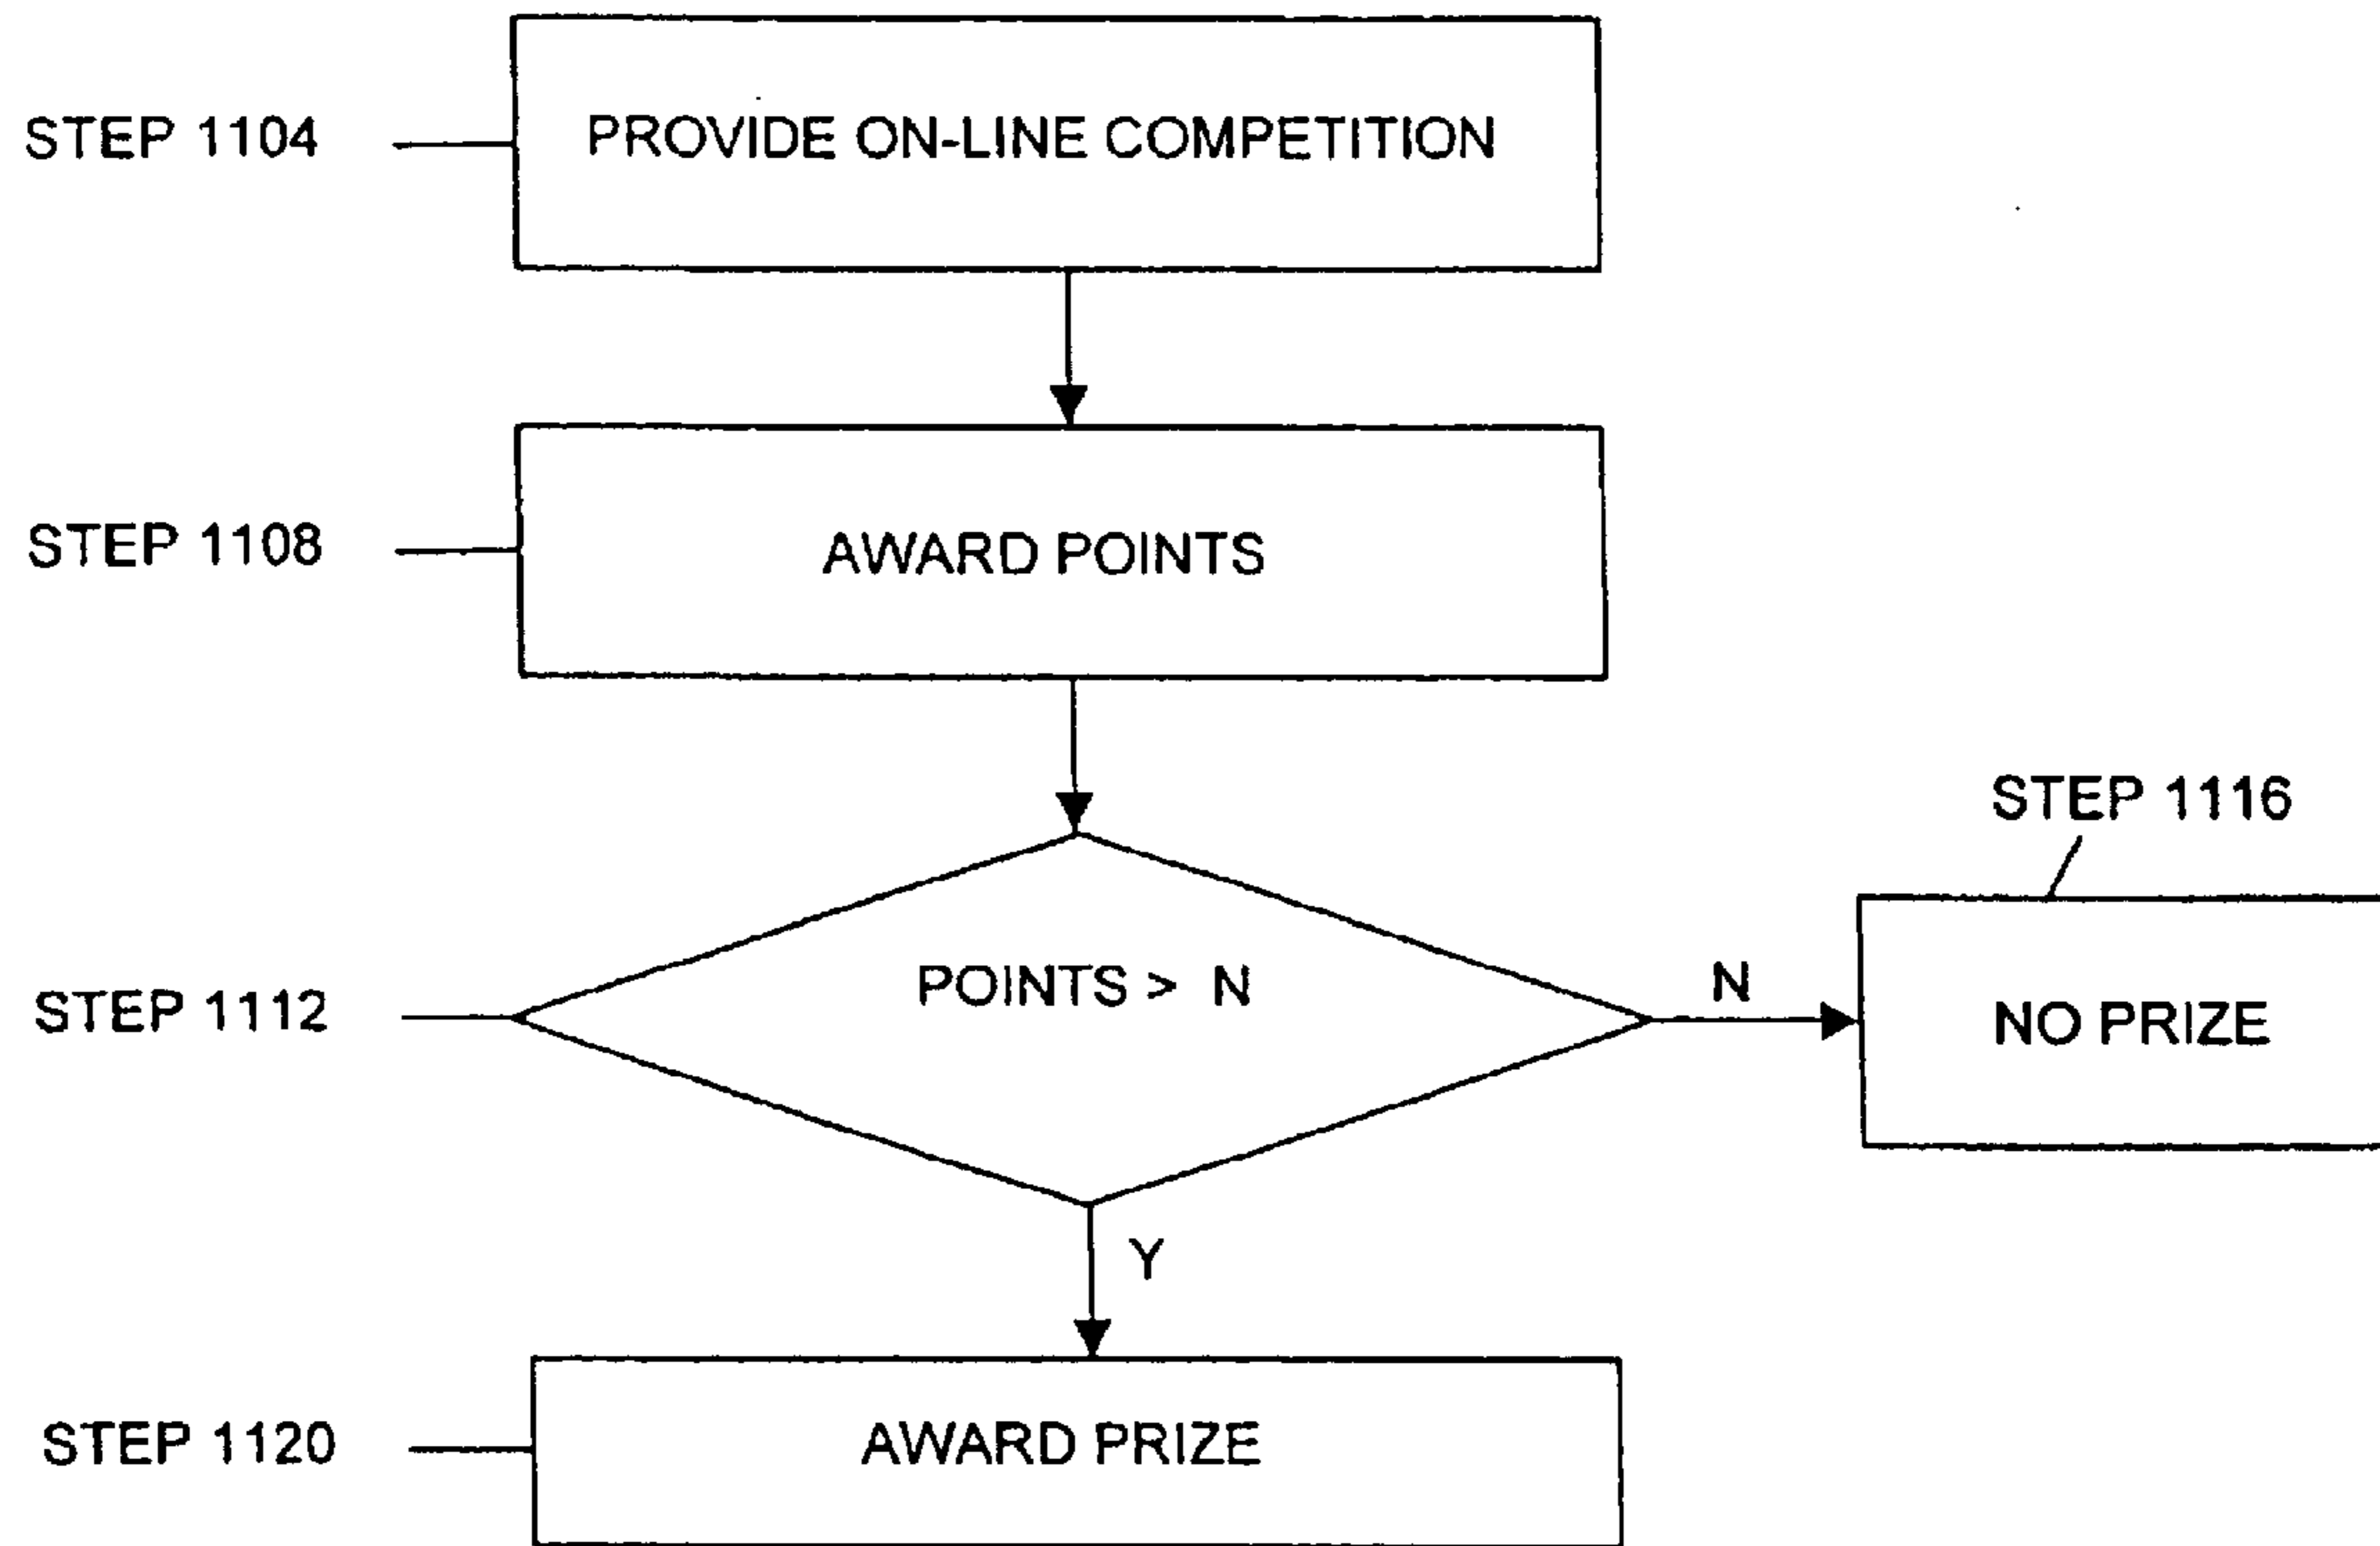 STEP 1104
PROVIDE ON-LINE COMPETITION
STEP 1108
AWARD POINTS
STEP 1112
POINTS > N
N
STEP 1116
NO PRIZE
Y
STEP 1120
AWARD PRIZE